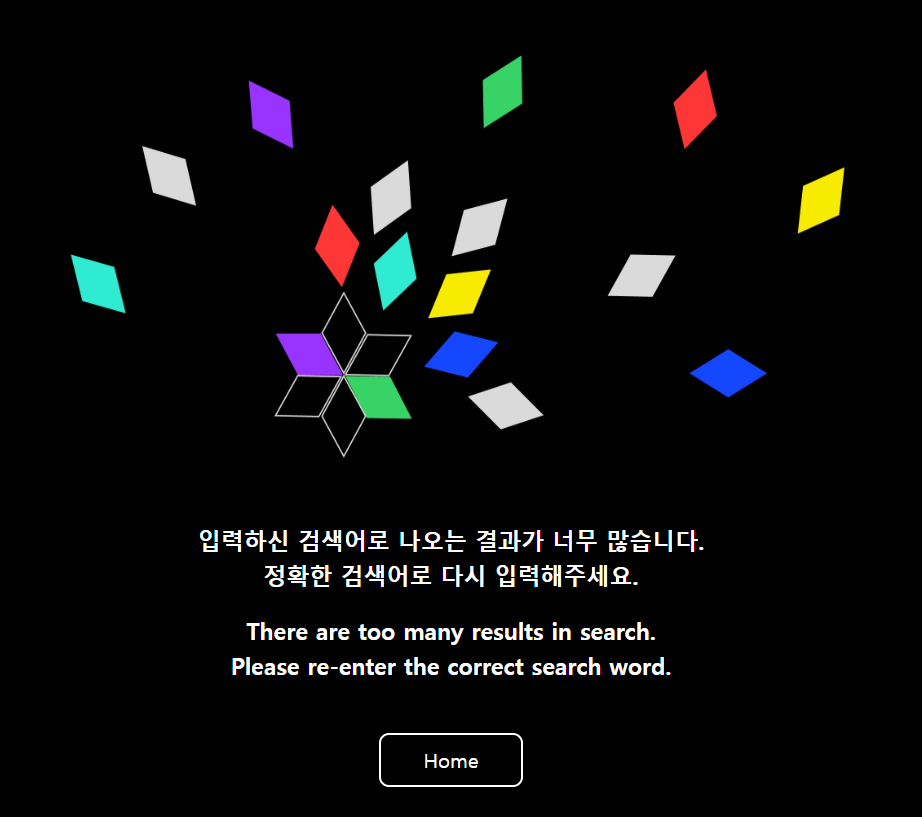 입력하신 검색어로 나오는 결과가 너무 많습니다.
정확한 검색어로 다시 입력해주세요.
There are too many results in search.
Please re-enter the correct search word.
Home